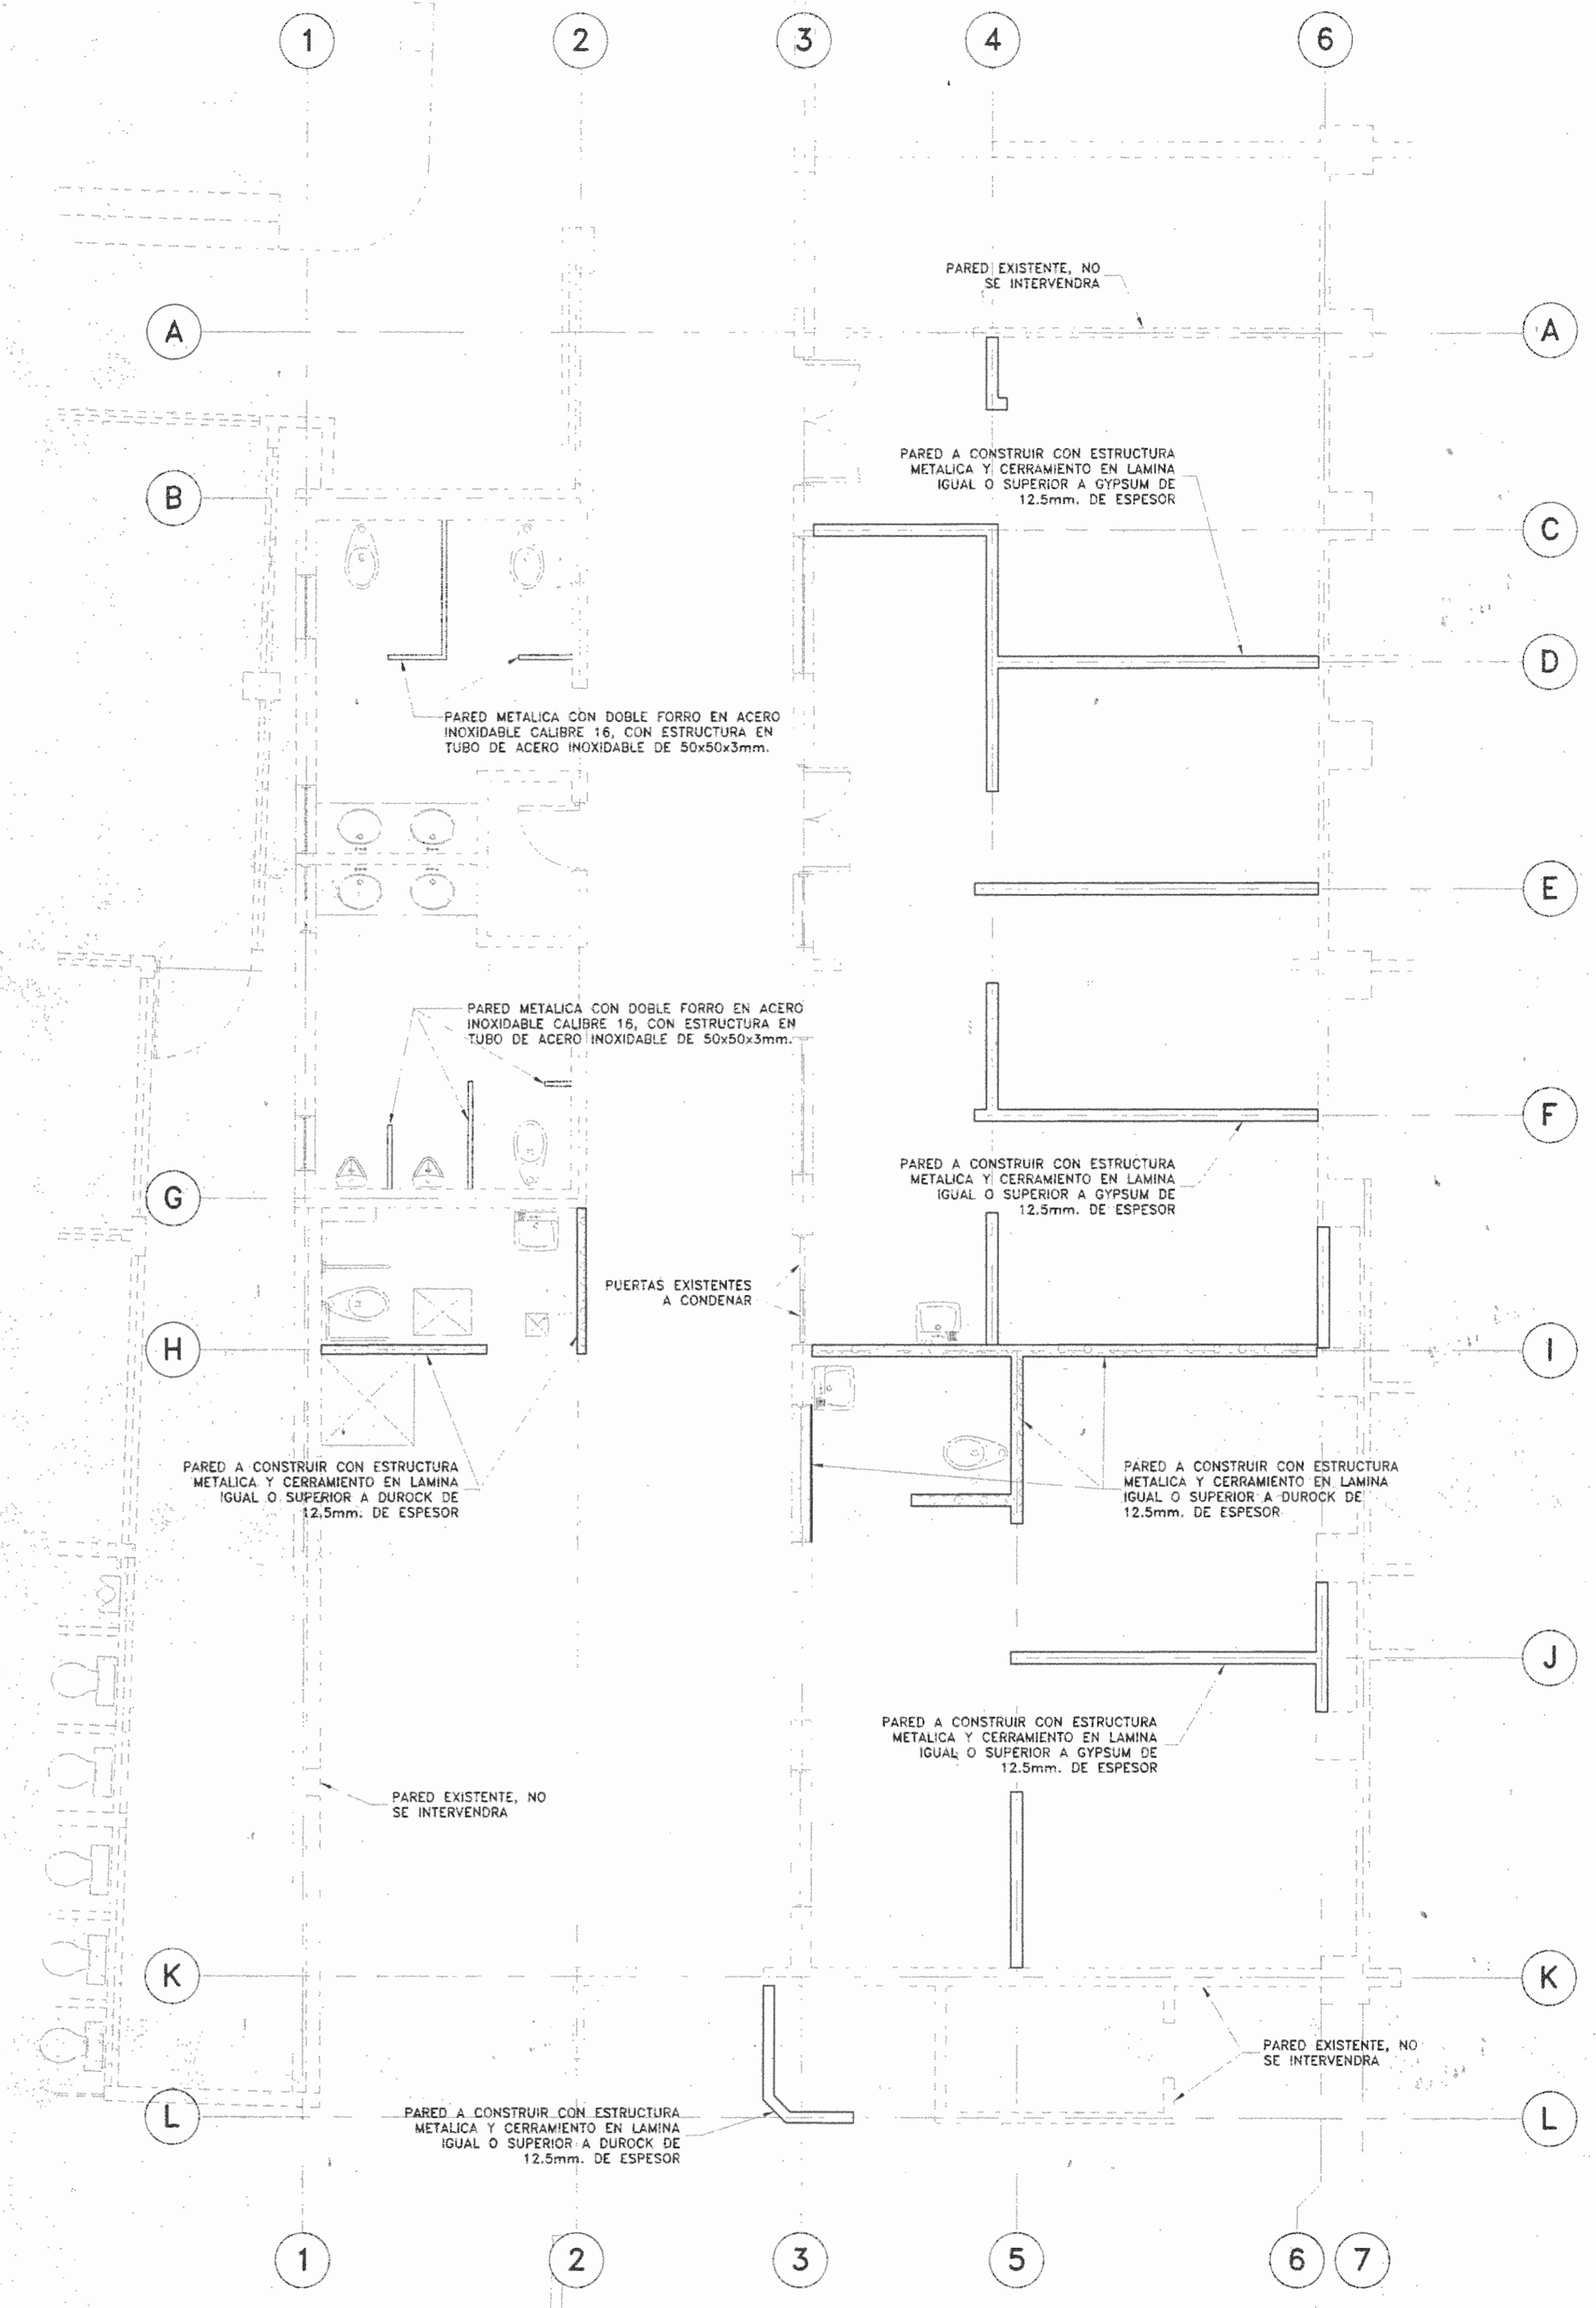 1
2
3
4
6
PARED EXISTENTE, NO
SE INTERVENDRA
A
A
PARED A CONSTRUIR CON ESTRUCTURA
METALICA Y CERRAMIENTO EN LAMINA
IGUAL O SUPERIOR A GYPSUM DE
12.5mm. DE ESPESOR
B
C
D
PARED METALICA CON DOBLE FORRO EN ACERO
INOXIDABLE CALIBRE 16, CON ESTRUCTURA EN
TUBO DE ACERO INOXIDABLE DE 50x50x3mm.
E
PARED METALICA CON DOBLE FORRO EN ACERO
INOXIDABLE CALIBRE 16, CON ESTRUCTURA EN
TUBO DE ACERO INOXIDABLE DE 50x50x3mm.
F
PARED A CONSTRUIR CON ESTRUCTURA
METALICA Y CERRAMIENTO EN LAMINA
IGUAL O SUPERIOR A GYPSUM DE
12.5mm. DE ESPESOR
G
PUERTAS EXISTENTES
A CONDENAR
H
I
PARED A CONSTRUIR CON ESTRUCTURA
METALICA Y CERRAMIENTO EN LAMINA
IGUAL O SUPERIOR A DUROCK DE
12.5mm. DE ESPESOR
PARED A CONSTRUIR CON ESTRUCTURA
METALICA Y CERRAMIENTO EN LAMINA
IGUAL O SUPERIOR A DUROCK DE
12.5mm. DE ESPESOR
J
PARED A CONSTRUIR CON ESTRUCTURA
METALICA Y CERRAMIENTO EN LAMINA
IGUAL O SUPERIOR A GYPSUM DE
12.5mm. DE ESPESOR
PARED EXISTENTE, NO
SE INTERVENDRA
K
K
PARED EXISTENTE, NO
SE INTERVENDRA
L
L
PARED A CONSTRUIR CON ESTRUCTURA
METALICA Y CERRAMIENTO EN LAMINA
IGUAL O SUPERIOR A DUROCK DE
12.5mm. DE ESPESOR
1
2
3
5
6
7